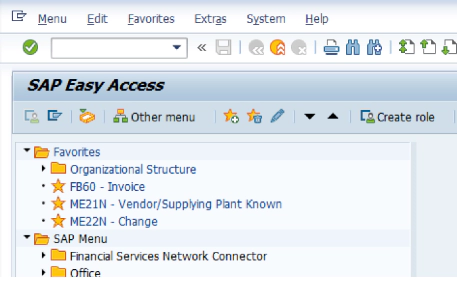 Menu Edit Favorites Extras System Help
SAP Easy Access
Other menu Create role
Favorites
Organizational Structure
FB60 - Invoice
ME21N - Vendor/Supplying Plant Known
ME22N - Change
SAP Menu
Financial Services Network Connector
Office